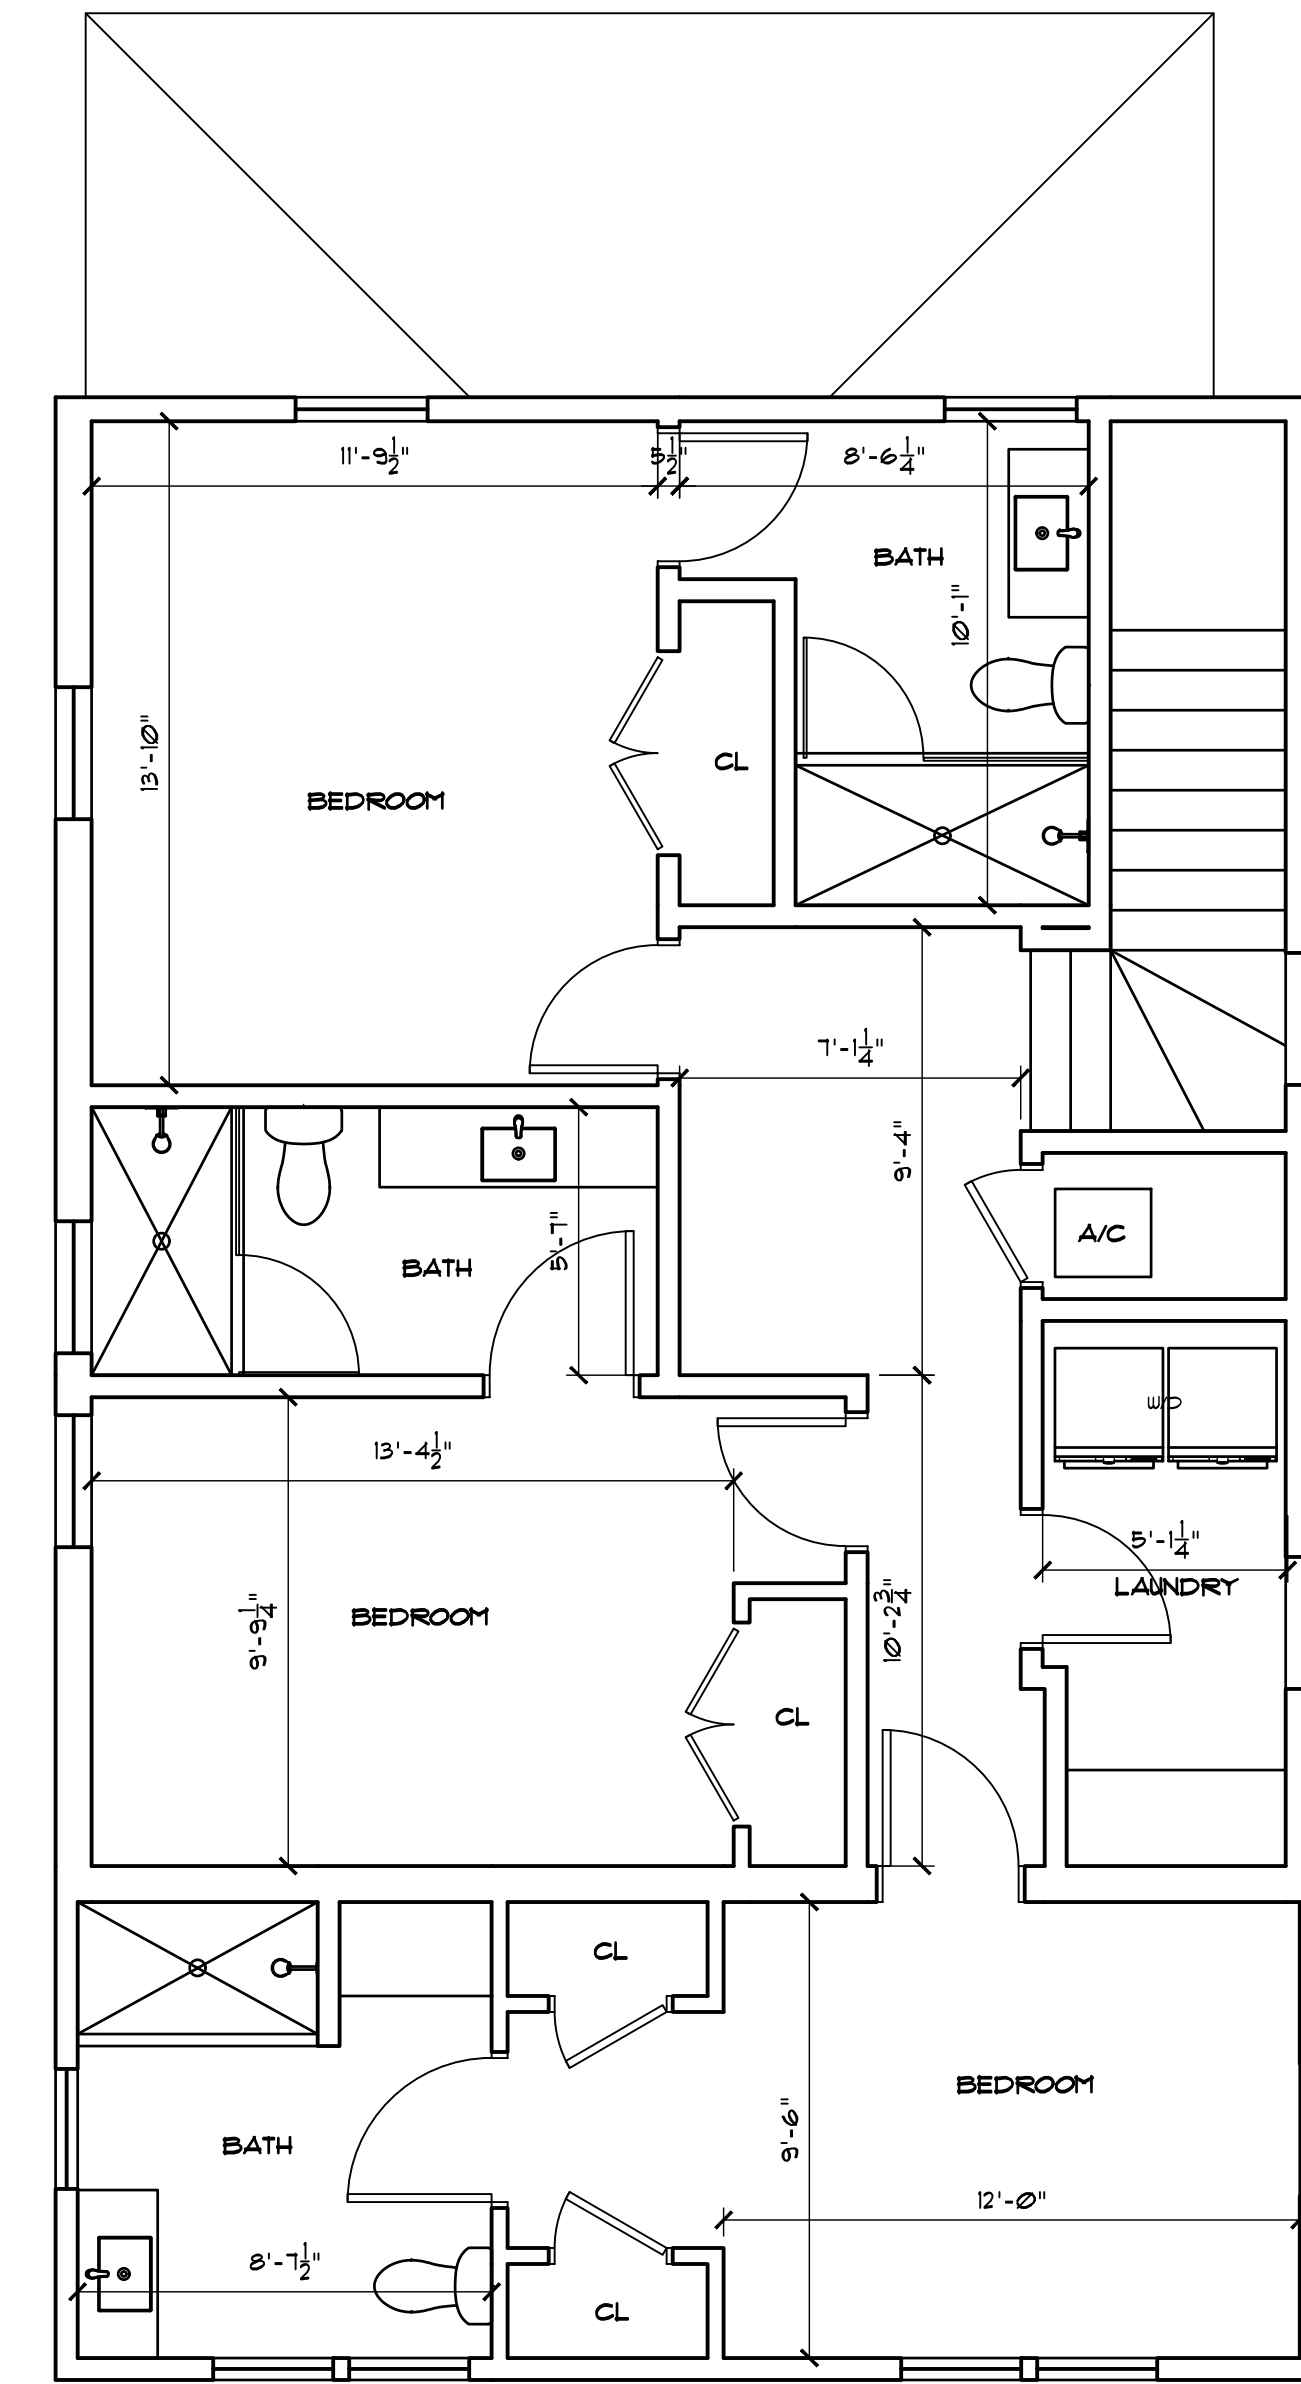 11'-9 1/2"
5 1/2"
8'-6 1/4"
BATH
10'-1"
13'-10"
CL
BEDROOM
7'-1 1/4"
9'-4"
A/C
5'-7"
BATH
W/D
13'-4 1/2"
5'-1 1/4"
LAUNDRY
9'-9 1/4"
BEDROOM
10'-2 3/4"
CL
CL
BEDROOM
9'-6"
BATH
12'-0"
8'-7 1/2"
CL